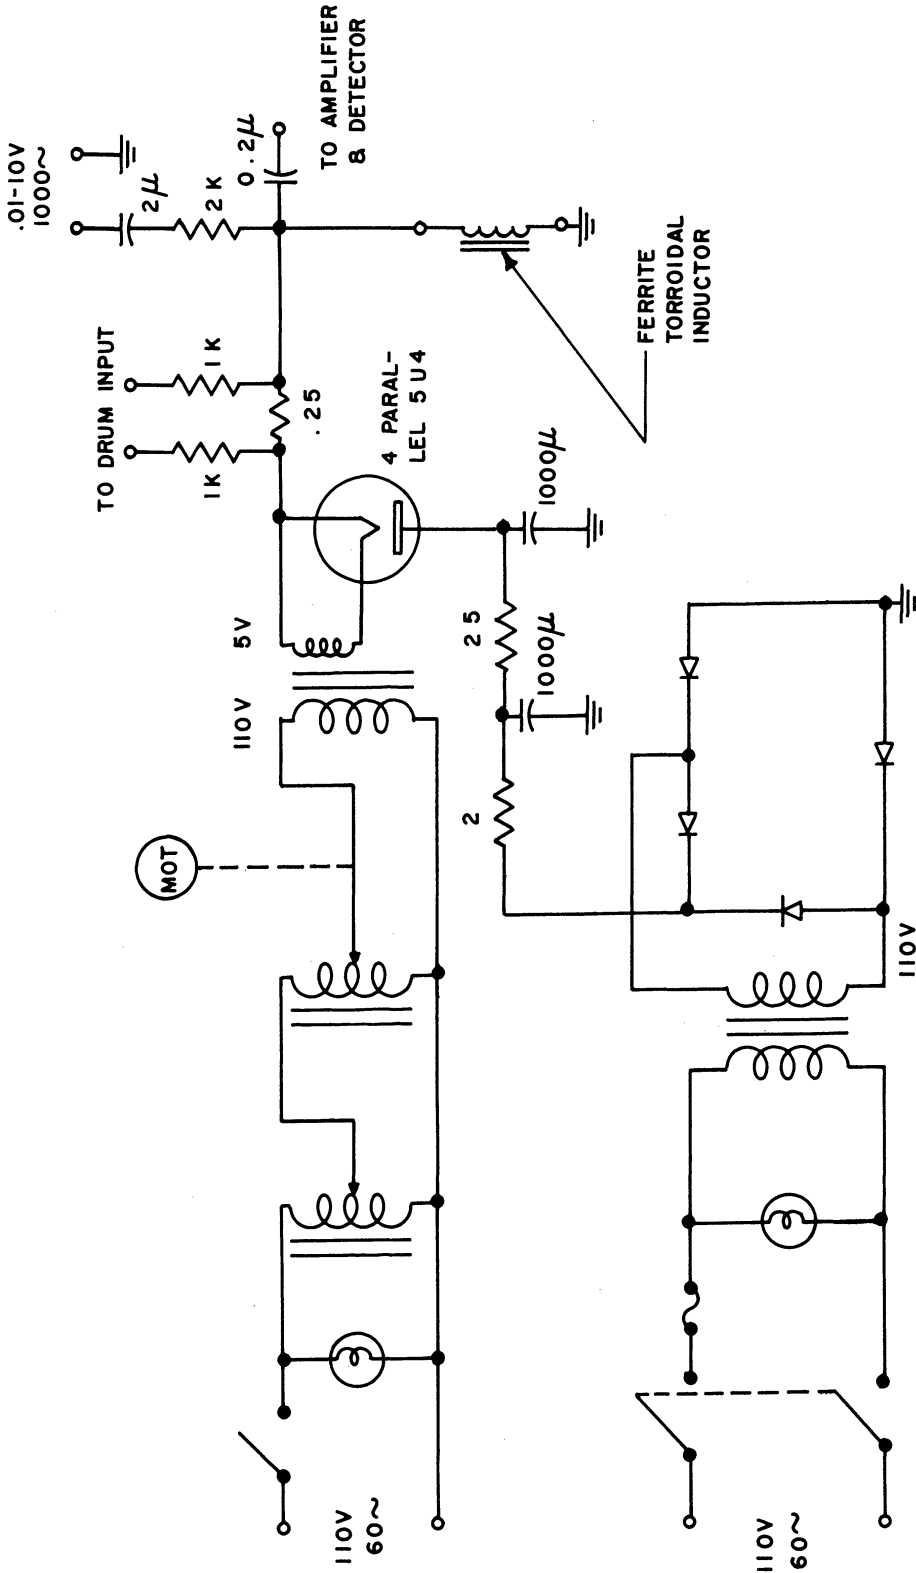 .01-10V
1000~
2μ
2K
0.2μ
TO AMPLIFIER
& DETECTOR
TO DRUM INPUT
1K
1K
.25
4 PARAL-
LEL 5U4
FERRITE
TORROIDAL
INDUCTOR
5V
110V
MOT
25
1000μ
1000μ
2
110V
110V
60~
110V
60~